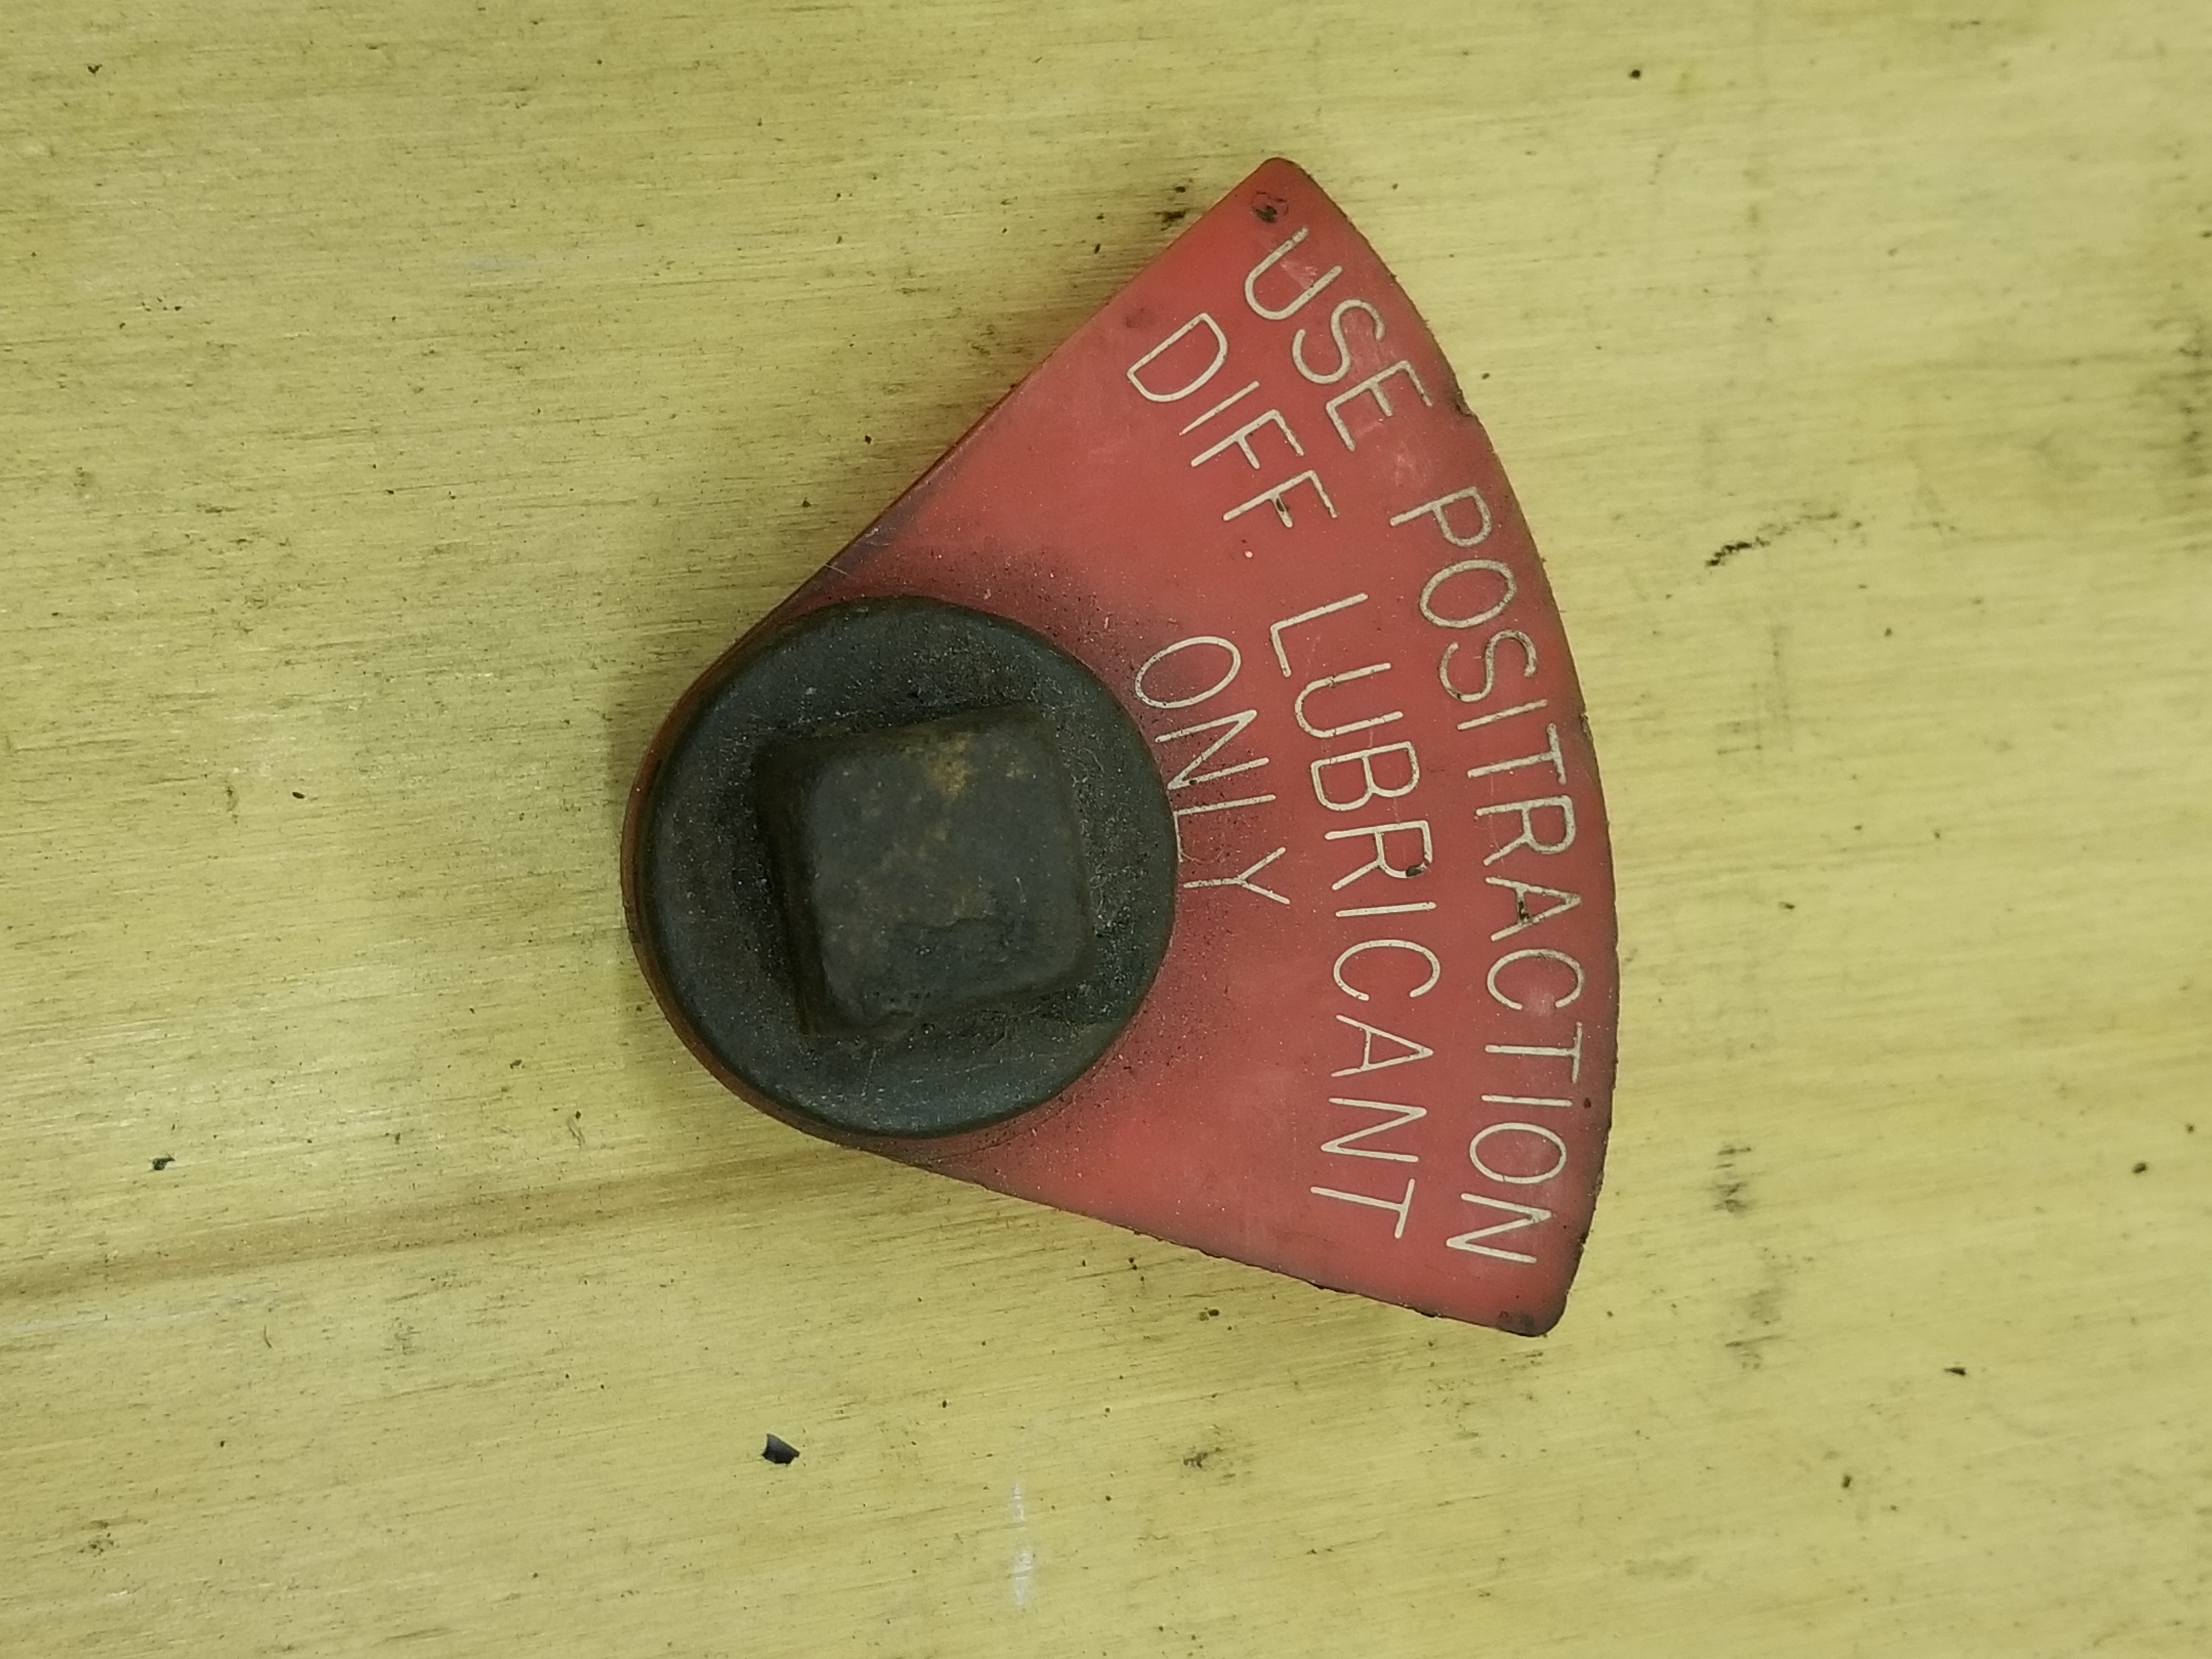 USE POSITRACTION
DIFF. LUBRICANT
ONLY